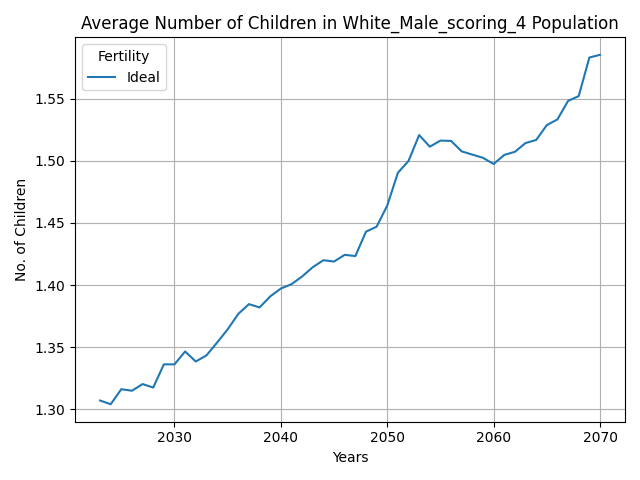 Average Number of Children in White_Male_scoring_4 Population
Fertility
Ideal
No. of Children
1.55
1.50
1.45
1.40
1.35
1.30
2030 2040 2050 2060 2070
Years